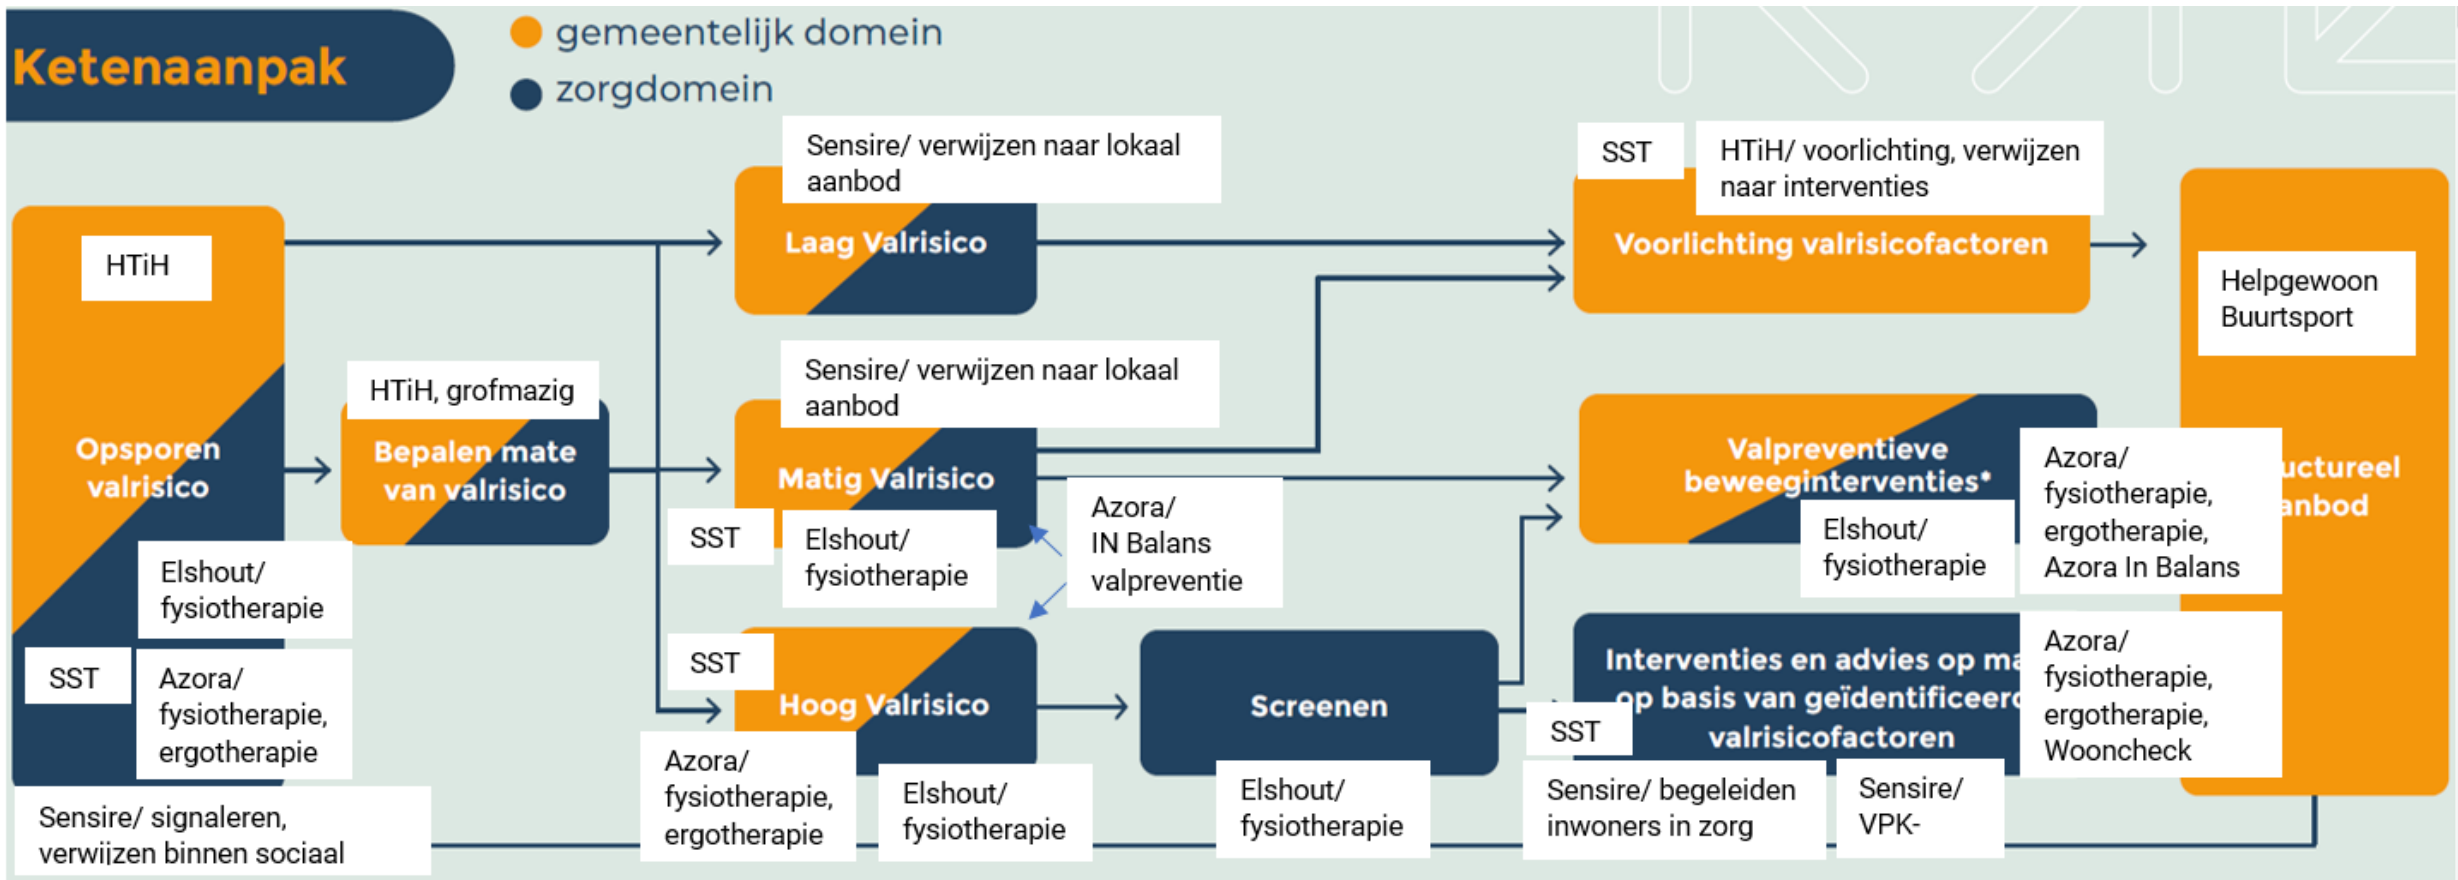 Ketenaanpak
gemeentelijk domein
zorgdomein
HTiH
Opsporen
valrisico
Elshout/
fysiotherapie
SST
Azora/
fysiotherapie,
ergotherapie
Sensire/ signaleren,
verwijzen binnen sociaal
HTiH, grofmazig
Bepalen mate
van valrisico
Sensire/ verwijzen naar lokaal
aanbod
Laag Valrisico
Sensire/ verwijzen naar lokaal
aanbod
Matig Valrisico
SST
Elshout/
fysiotherapie
Azora/
IN Balans
valpreventie
SST
Hoog Valrisico
Azora/
fysiotherapie,
ergotherapie
Elshout/
fysiotherapie
Screenen
Elshout/
fysiotherapie
SST
HTiH/ voorlichting, verwijzen
naar interventies
Voorlichting valrisicofactoren
Valpreventieve
beweeginterventies*
Elshout/
fysiotherapie
Azora/
fysiotherapie,
ergotherapie,
Azora In Balans
Interventies en advies op ma
op basis van geïdentificeerd
valrisicofactoren
SST
Azora/
fysiotherapie,
ergotherapie,
Wooncheck
Sensire/ begeleiden
inwoners in zorg
Sensire/
VPK-
Helpgewoon
Buurtsport
uctureel
anbod